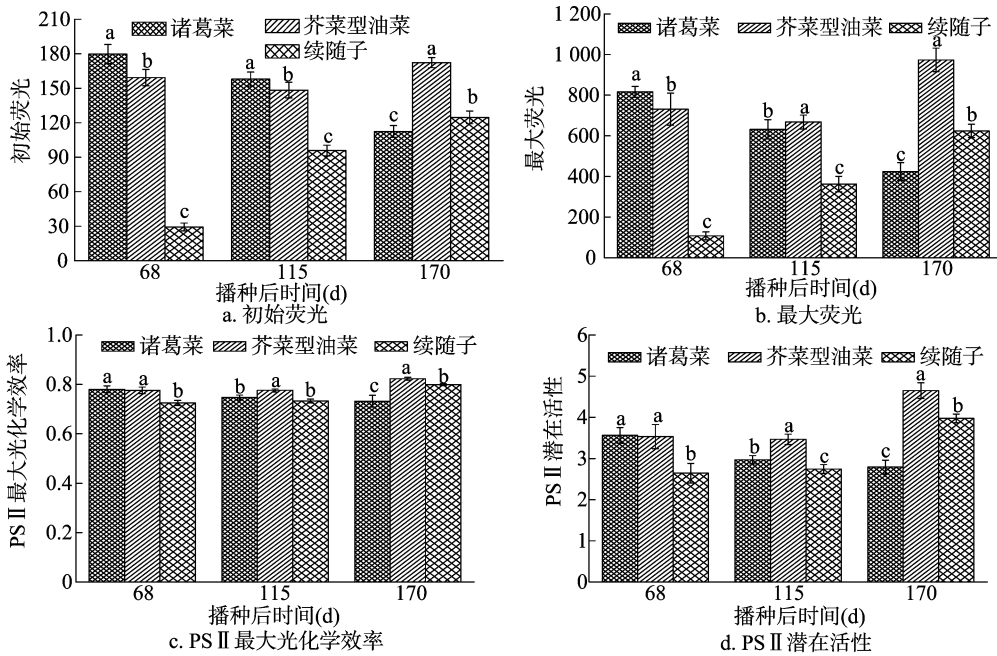 210
180
150
120
90
60
30
0
初始荧光
诸葛菜 芥菜型油菜
续随子
a b c
a b c
c a b
68 115 170
播种后时间(d)
a. 初始荧光
1 200
1 000
800
600
400
200
0
最大荧光
诸葛菜 芥菜型油菜 续随子
a b c
b a c
c a b
68 115 170
播种后时间(d)
b. 最大荧光
1.0
0.8
0.6
0.4
0.2
0
PSⅡ最大光化学效率
诸葛菜 芥菜型油菜 续随子
a a b
b a b
c a b
68 115 170
播种后时间(d)
c. PSⅡ最大光化学效率
6
5
4
3
2
1
0
PSⅡ潜在活性
诸葛菜 芥菜型油菜 续随子
a a b
b a c
c a b
68 115 170
播种后时间(d)
d. PSⅡ潜在活性